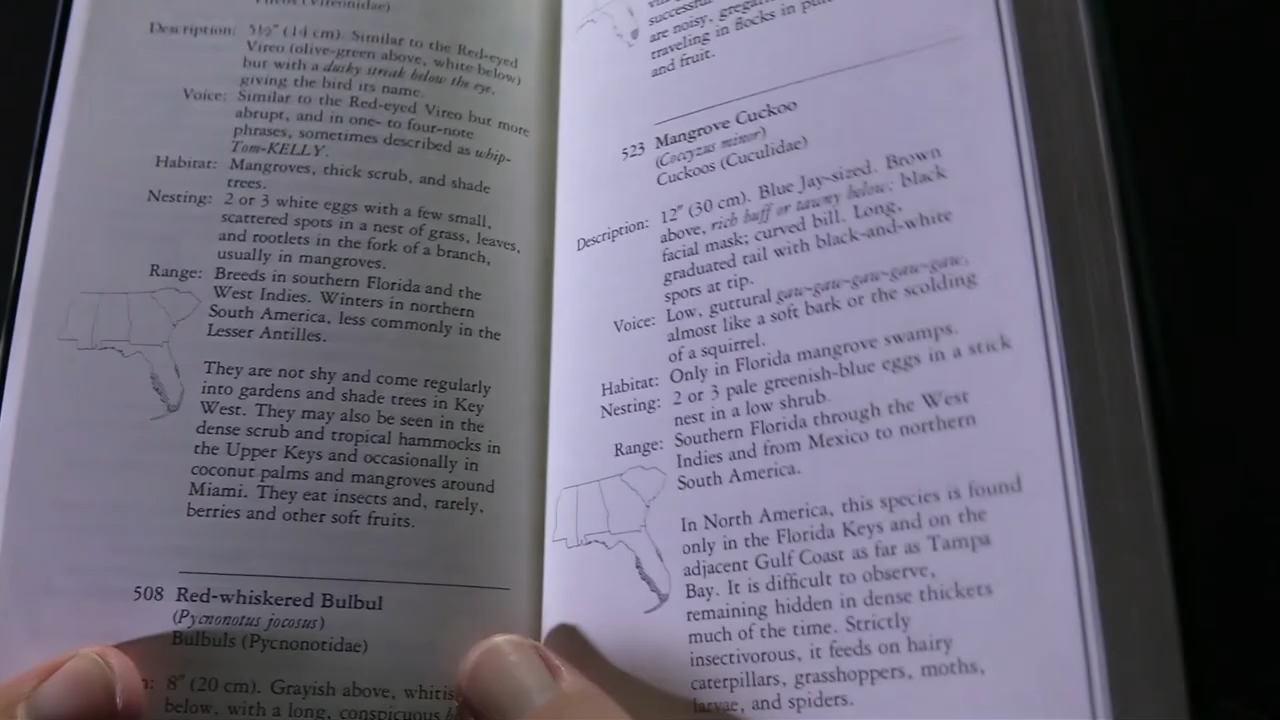 Vireos (Vireonidae)
Description: 5½" (14 cm). Similar to the Red-eyed
Vireo (olive-green above, white below)
but with a dusky streak below the eye,
giving the bird its name.
Voice: Similar to the Red-eyed Vireo but more
abrupt, and in one- to four-note
phrases, sometimes described as whip-
Tom-KELLY.
Habitat: Mangroves, thick scrub, and shade
trees.
Nesting: 2 or 3 white eggs with a few small,
scattered spots in a nest of grass, leaves,
and rootlets in the fork of a branch,
usually in mangroves.
Range: Breeds in southern Florida and the
West Indies. Winters in northern
South America, less commonly in the
Lesser Antilles.
They are not shy and come regularly
into gardens and shade trees in Key
West. They may also be seen in the
dense scrub and tropical hammocks in
the Upper Keys and occasionally in
coconut palms and mangroves around
Miami. They eat insects and, rarely,
berries and other soft fruits.
508 Red-whiskered Bulbul
(Pycnonotus jocosus)
Bulbuls (Pycnonotidae)
n: 8" (20 cm). Grayish above, whitis
below, with a long, conspicuous
successf
are noisy, grega
traveling in flocks in
and fruit.
523 Mangrove Cuckoo
(Coccyzus minor)
Cuckoos (Cuculidae)
Description: 12" (30 cm). Blue Jay-sized. Brown
above, rich buff or tawny below; black
facial mask; curved bill. Long,
graduated tail with black-and-white
spots at tip.
Voice: Low, guttural gaw-gaw-gaw-gaw,
almost like a soft bark or the scolding
of a squirrel.
Habitat: Only in Florida mangrove swamps.
Nesting: 2 or 3 pale greenish-blue eggs in a stick
nest in a low shrub.
Range: Southern Florida through the West
Indies and from Mexico to northern
South America.
In North America, this species is found
only in the Florida Keys and on the
adjacent Gulf Coast as far as Tampa
Bay. It is difficult to observe,
remaining hidden in dense thickets
much of the time. Strictly
insectivorous, it feeds on hairy
caterpillars, grasshoppers, moths,
larvae, and spiders.